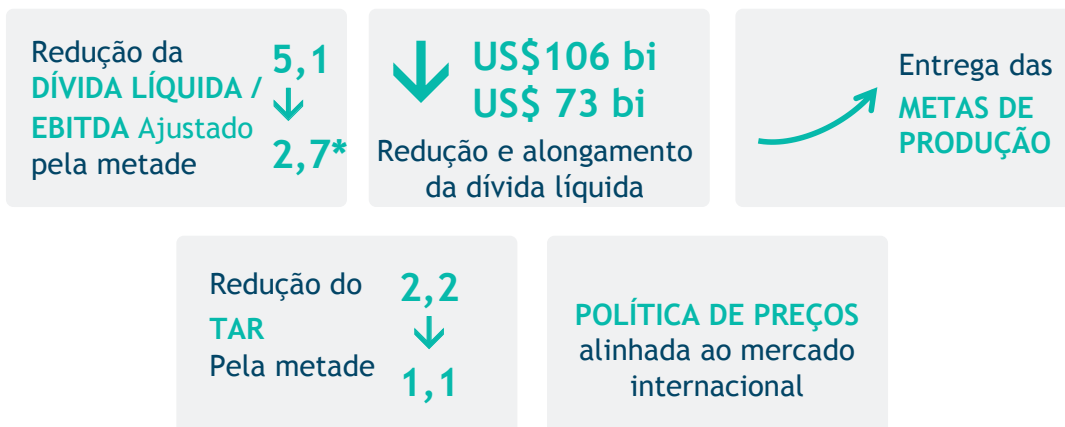 Redução da
DÍVIDA LÍQUIDA /
EBITDA Ajustado
pela metade
5,1
2,7*
US$106 bi
US$ 73 bi
Redução e alongamento
da dívida líquida
Entrega das
METAS DE
PRODUÇÃO
Redução do
TAR
Pela metade
2,2
1,1
POLÍTICA DE PREÇOS
alinhada ao mercado
internacional